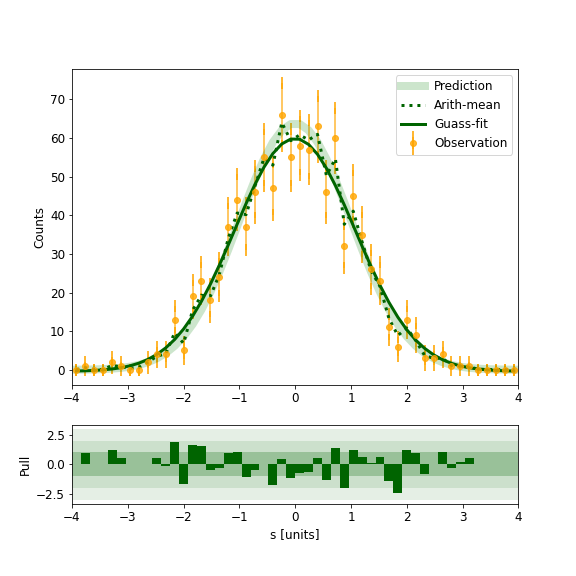 Prediction
Arith-mean
Guass-fit
Observation
Counts
70
60
50
40
30
20
10
0
−4 −3 −2 −1 0 1 2 3 4
Pull
2.5
0.0
−2.5
−4 −3 −2 −1 0 1 2 3 4
s [units]